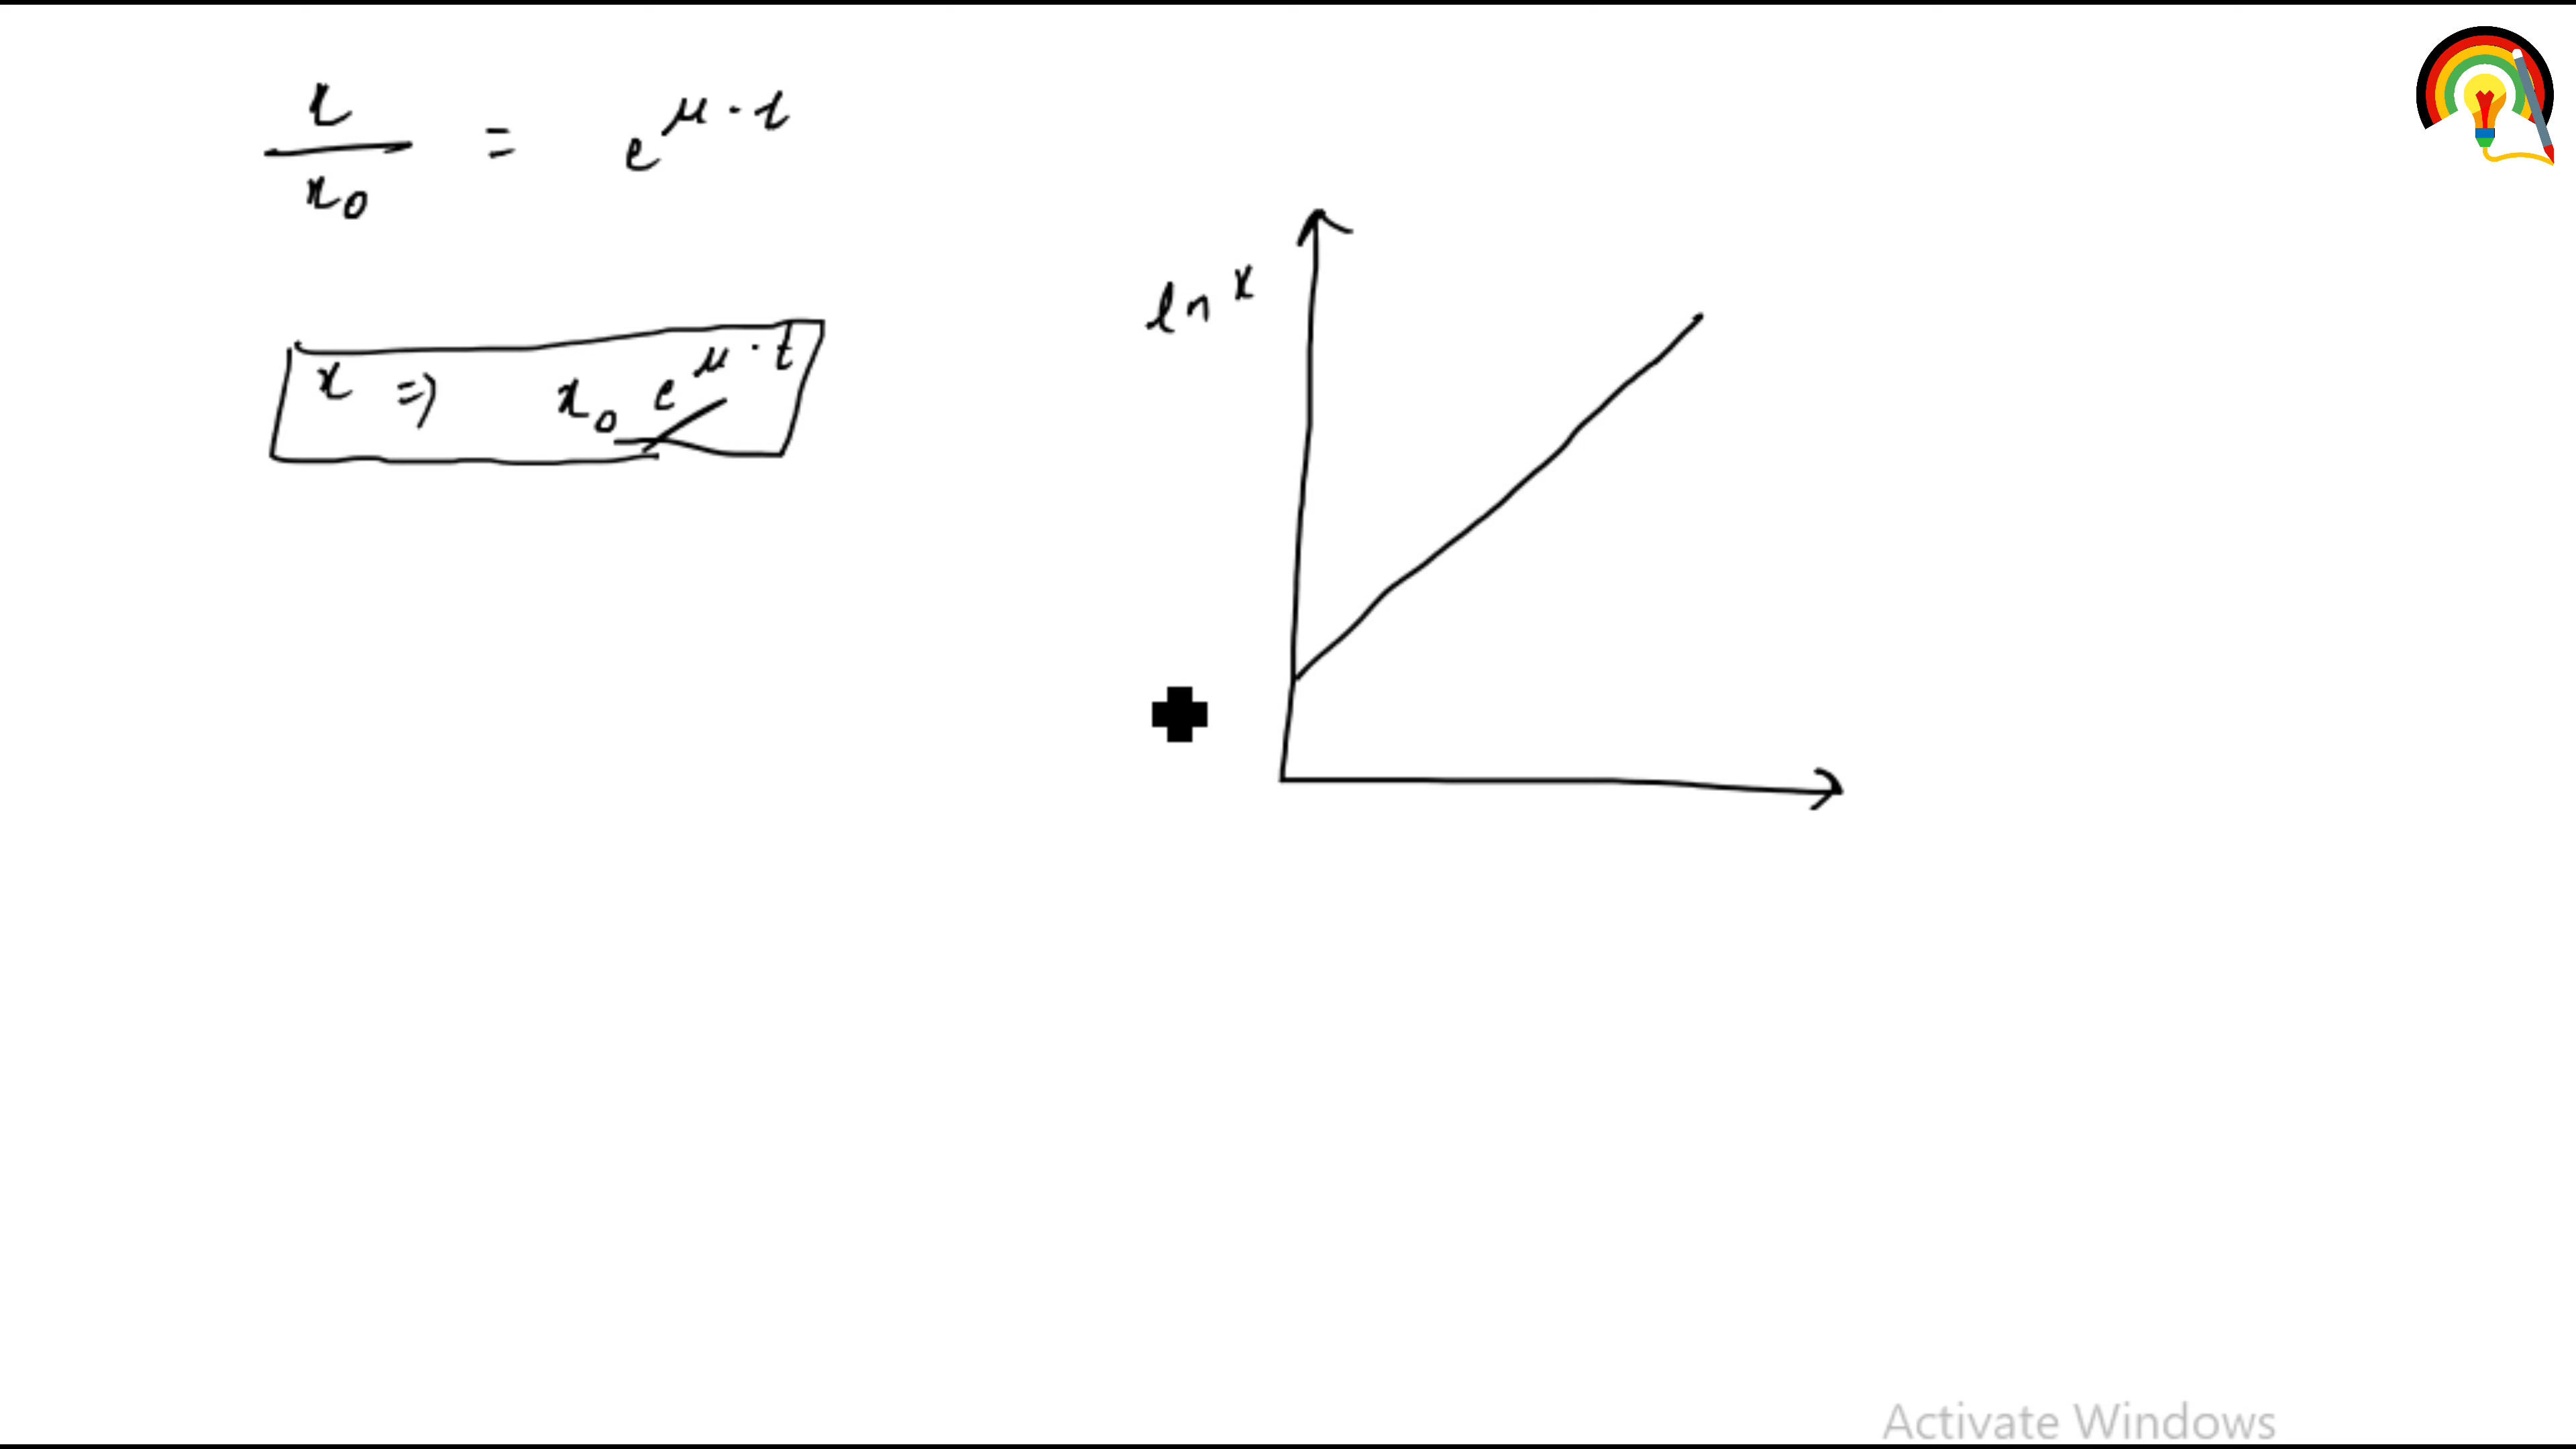 x/x₀ = e^μ·t
x ⇒ x₀ e^μ·t
ln x
Activate Windows